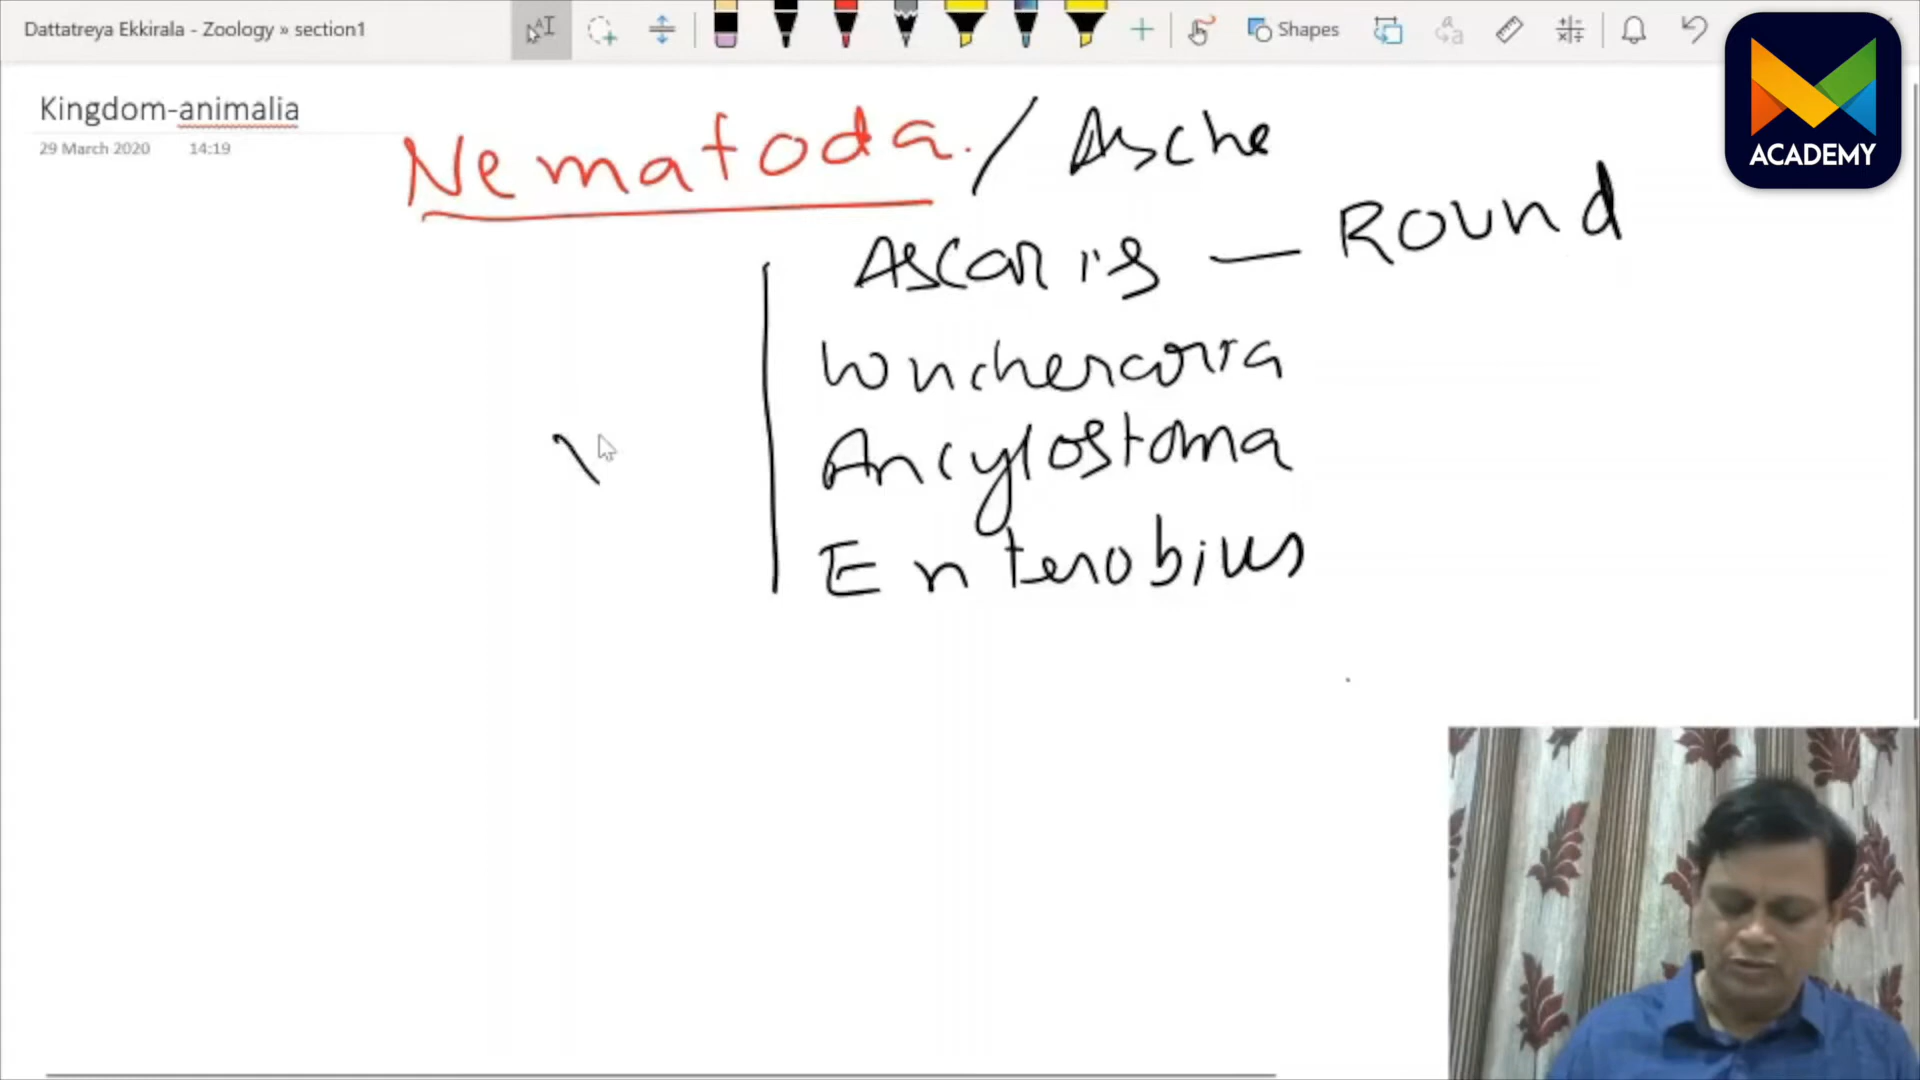 Dattatreya Ekkirala - Zoology » section1
Shapes
ACADEMY
Kingdom-animalia
29 March 2020 14:19
Nematoda. / Asche
Ascaris — Round
Wuchercoria
Ancylostoma
Enterobius